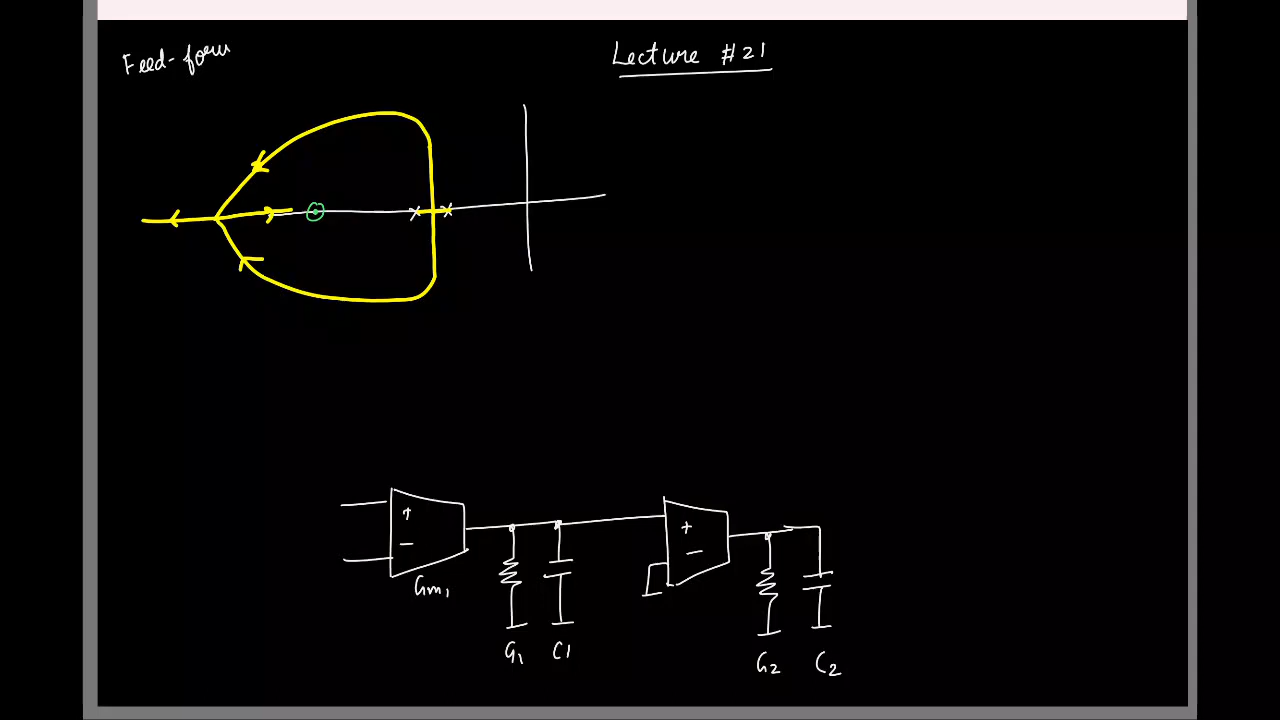 Feed-forw
Lecture #21
+
−
Gm1
G1
C1
+
−
G2
C2